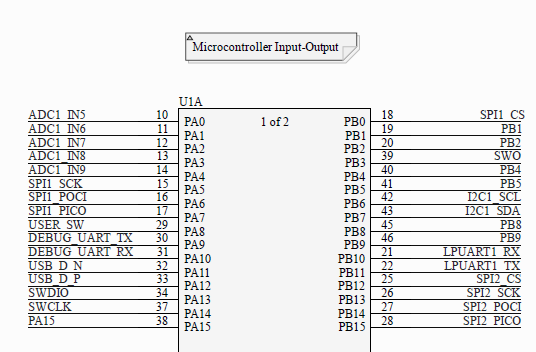 Microcontroller Input-Output
U1A
1 of 2
ADC1_IN5 10 PA0 PB0 18 SPI1_CS
ADC1_IN6 11 PA1 PB1 19 PB1
ADC1_IN7 12 PA2 PB2 20 PB2
ADC1_IN8 13 PA3 PB3 39 SWO
ADC1_IN9 14 PA4 PB4 40 PB4
SPI1_SCK 15 PA5 PB5 41 PB5
SPI1_POCI 16 PA6 PB6 42 I2C1_SCL
SPI1_PICO 17 PA7 PB7 43 I2C1_SDA
USER_SW 29 PA8 PB8 45 PB8
DEBUG_UART_TX 30 PA9 PB9 46 PB9
DEBUG_UART_RX 31 PA10 PB10 21 LPUART1_RX
USB_D_N 32 PA11 PB11 22 LPUART1_TX
USB_D_P 33 PA12 PB12 25 SPI2_CS
SWDIO 34 PA13 PB13 26 SPI2_SCK
SWCLK 37 PA14 PB14 27 SPI2_POCI
PA15 38 PA15 PB15 28 SPI2_PICO